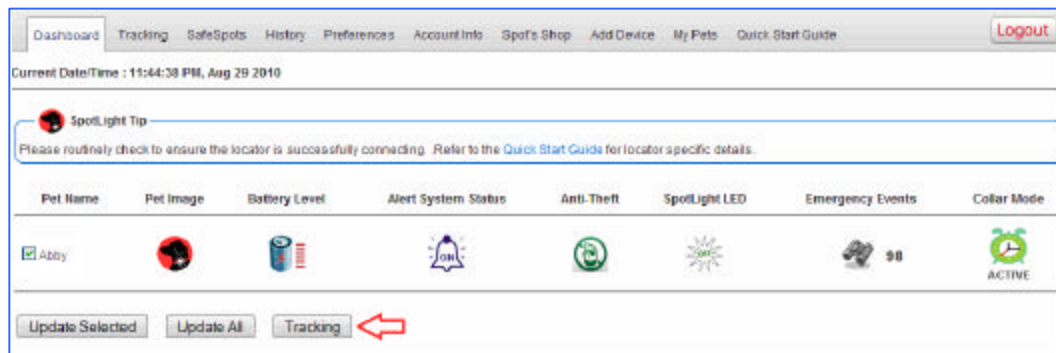 Dashboard Tracking SafeSpots History Preferences Account Info Spot's Shop Add Device My Pets Quick Start Guide Logout
Current Date/Time : 11:44:38 PM, Aug 29 2010
SpotLight Tip
Please routinely check to ensure the locator is successfully connecting. .Refer to the Quick Start Guide for locator specific details.
Pet Name Pet Image Battery Level Alert System Status Anti-Theft SpotLight LED Emergency Events Collar Mode
Abby ON OFF 98
ACTIVE
Update Selected Update All Tracking